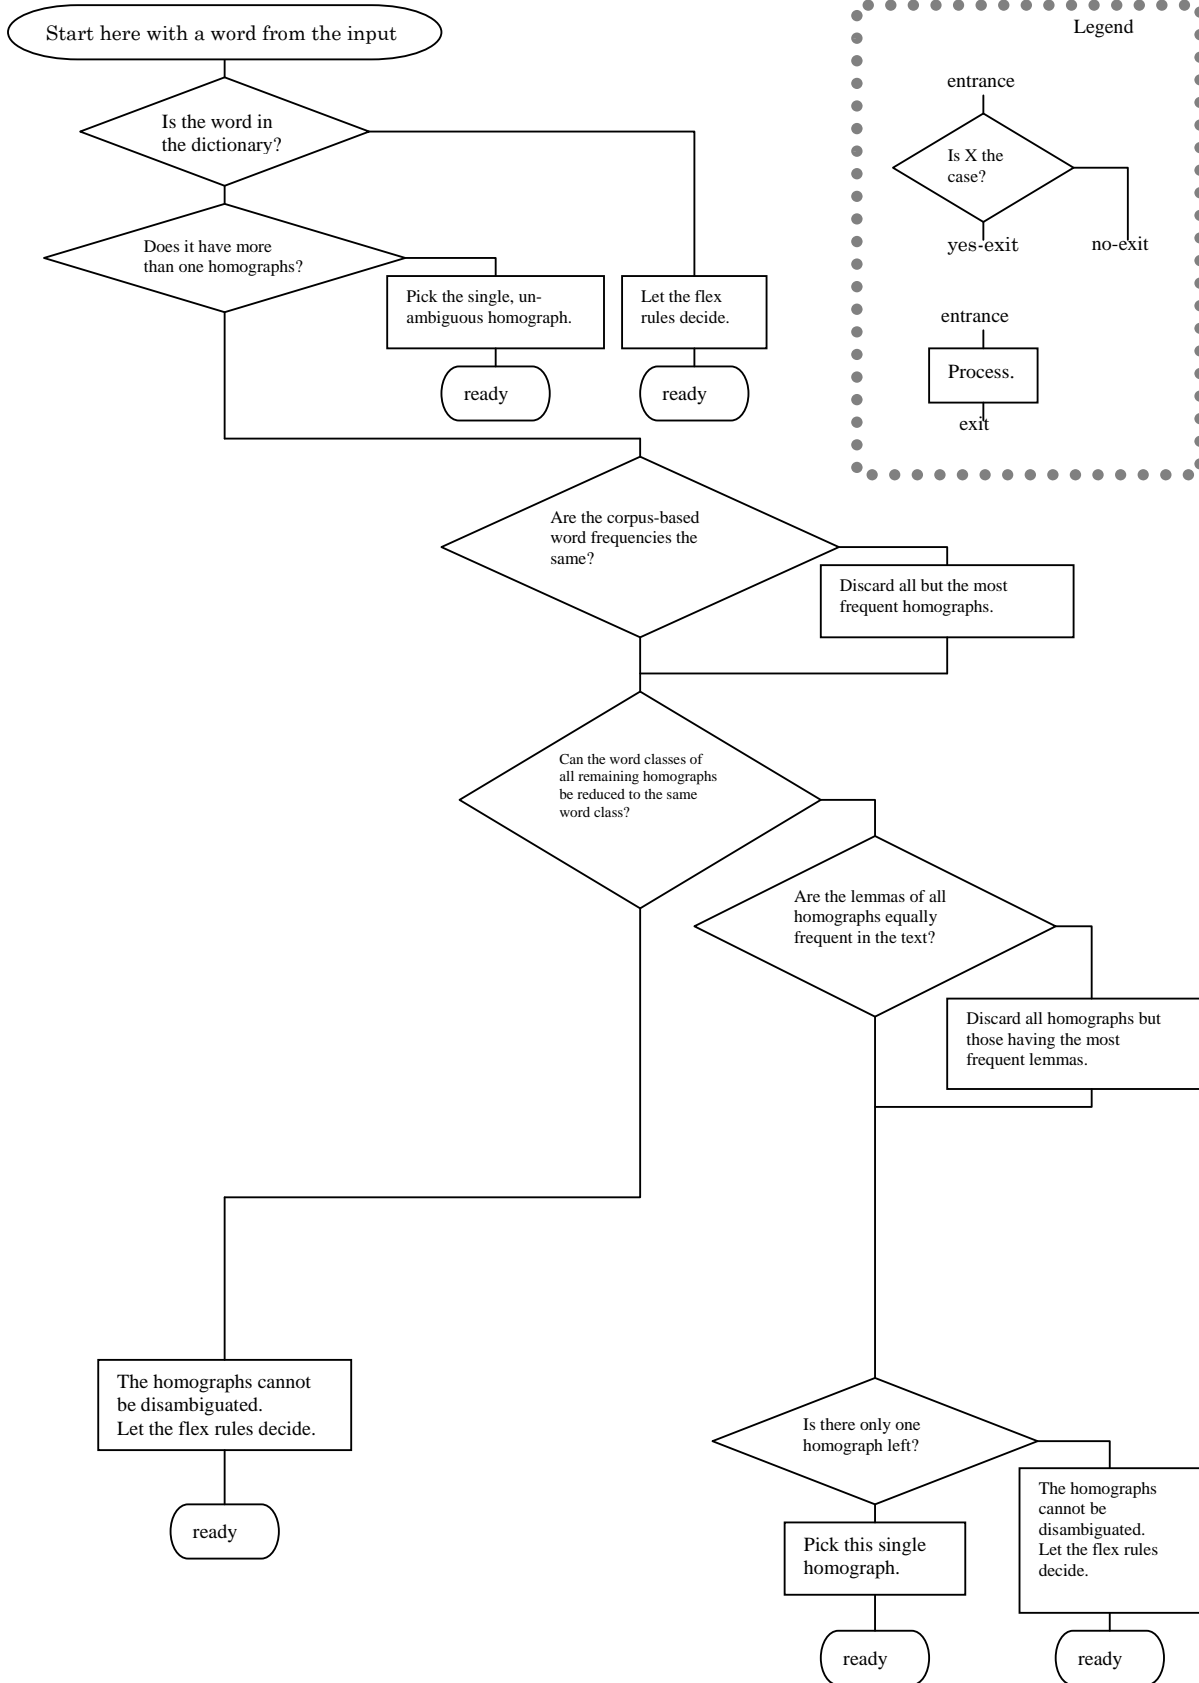 Start here with a word from the input
Is the word in
the dictionary?
Does it have more
than one homographs?
Pick the single, un-
ambiguous homograph.
ready
Let the flex
rules decide.
ready
Legend
entrance
Is X the
case?
yes-exit
no-exit
entrance
Process.
exit
Are the corpus-based
word frequencies the
same?
Discard all but the most
frequent homographs.
Can the word classes of
all remaining homographs
be reduced to the same
word class?
Are the lemmas of all
homographs equally
frequent in the text?
Discard all homographs but
those having the most
frequent lemmas.
The homographs cannot
be disambiguated.
Let the flex rules decide.
ready
Is there only one
homograph left?
Pick this single
homograph.
ready
The homographs
cannot be
disambiguated.
Let the flex rules
decide.
ready